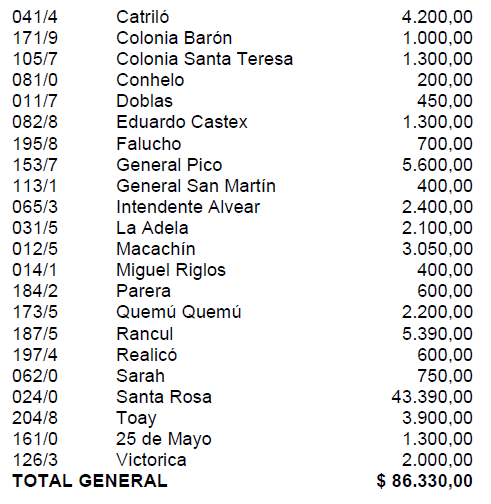 041/4 Catriló 4.200,00
171/9 Colonia Barón 1.000,00
105/7 Colonia Santa Teresa 1.300,00
081/0 Conhelo 200,00
011/7 Doblas 450,00
082/8 Eduardo Castex 1.300,00
195/8 Falucho 700,00
153/7 General Pico 5.600,00
113/1 General San Martín 400,00
065/3 Intendente Alvear 2.400,00
031/5 La Adela 2.100,00
012/5 Macachín 3.050,00
014/1 Miguel Riglos 400,00
184/2 Parera 600,00
173/5 Quemú Quemú 2.200,00
187/5 Rancul 5.390,00
197/4 Realicó 600,00
062/0 Sarah 750,00
024/0 Santa Rosa 43.390,00
204/8 Toay 3.900,00
161/0 25 de Mayo 1.300,00
126/3 Victorica 2.000,00
TOTAL GENERAL $ 86.330,00